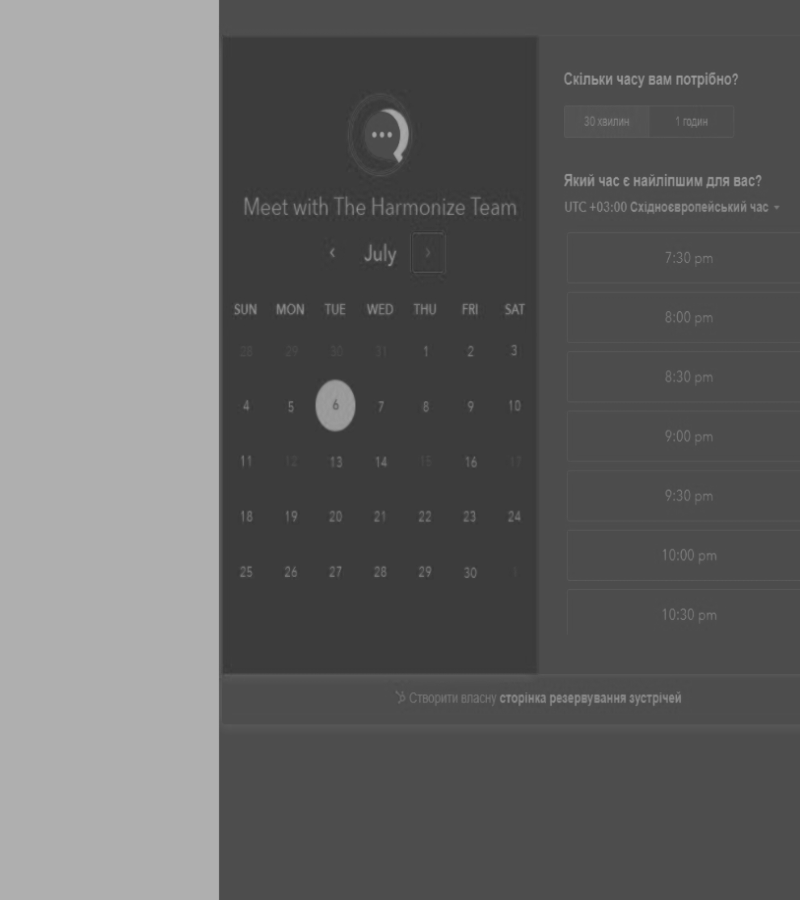 Meet with The Harmonize Team
July
SUN MON TUE WED THU FRI SAT
28 29 30 31 1 2 3
4 5 6 7 8 9 10
11 12 13 14 15 16 17
18 19 20 21 22 23 24
25 26 27 28 29 30 1
Скільки часу вам потрібно?
30 хвилин 1 годин
Який час є найліпшим для вас?
UTC +03:00 Східноєвропейський час
7:30 pm
8:00 pm
8:30 pm
9:00 pm
9:30 pm
10:00 pm
10:30 pm
Створити власну сторінка резервування зустрічей